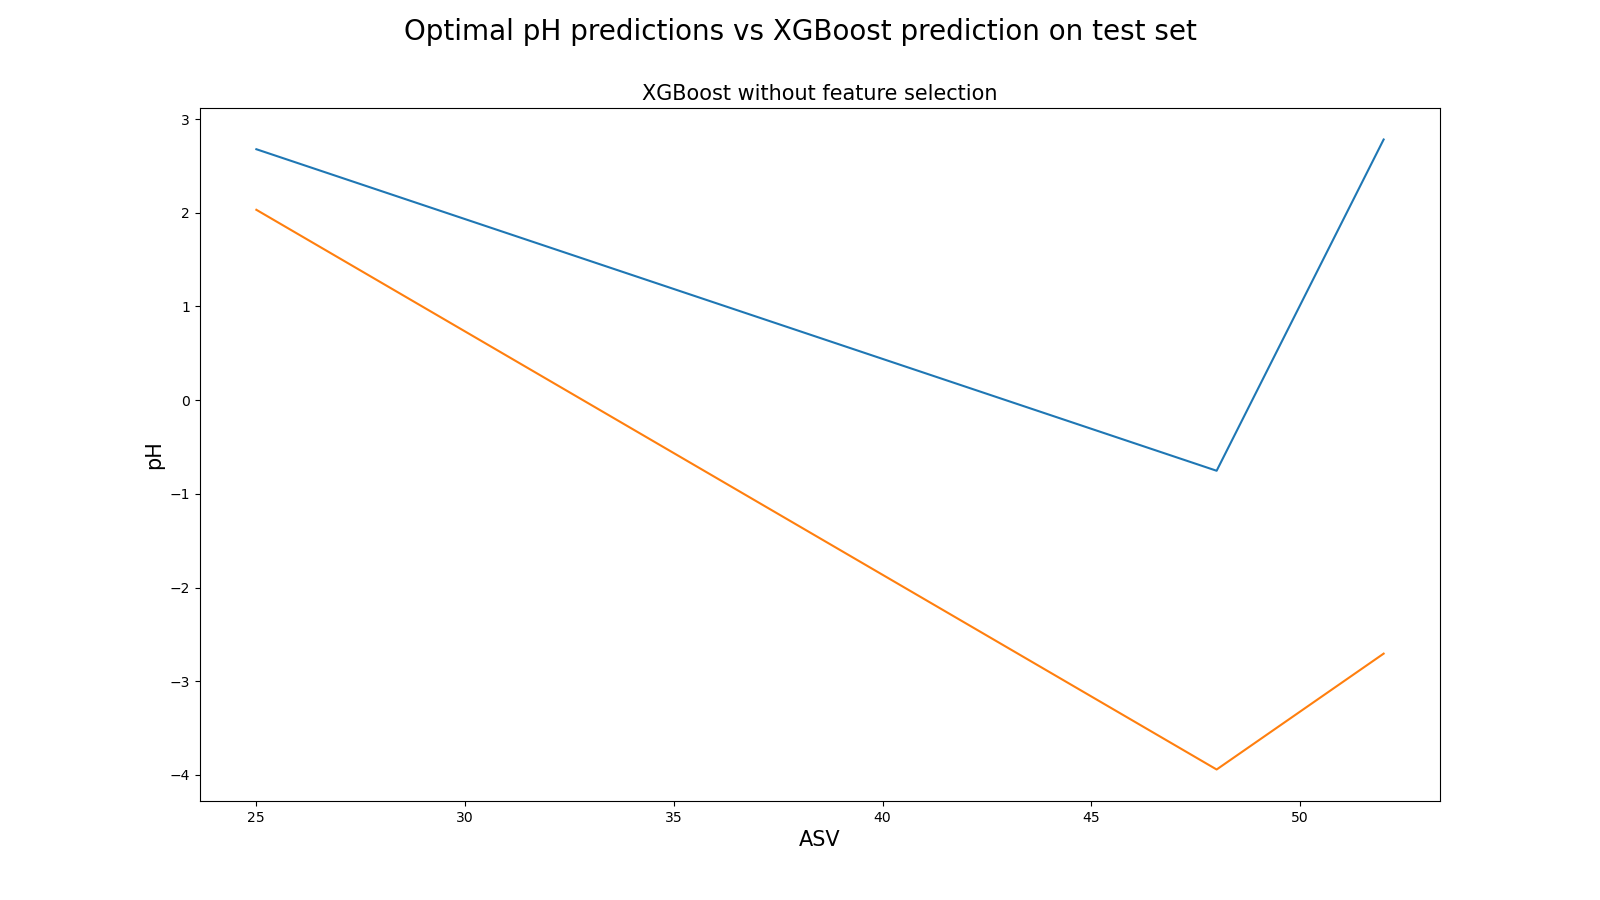 Optimal pH predictions vs XGBoost prediction on test set
XGBoost without feature selection
3
2
1
0
−1
−2
−3
−4
pH
25 30 35 40 45 50
ASV